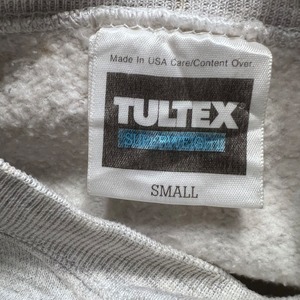 Made In USA Care/Content Over.
TULTEX
SMALL